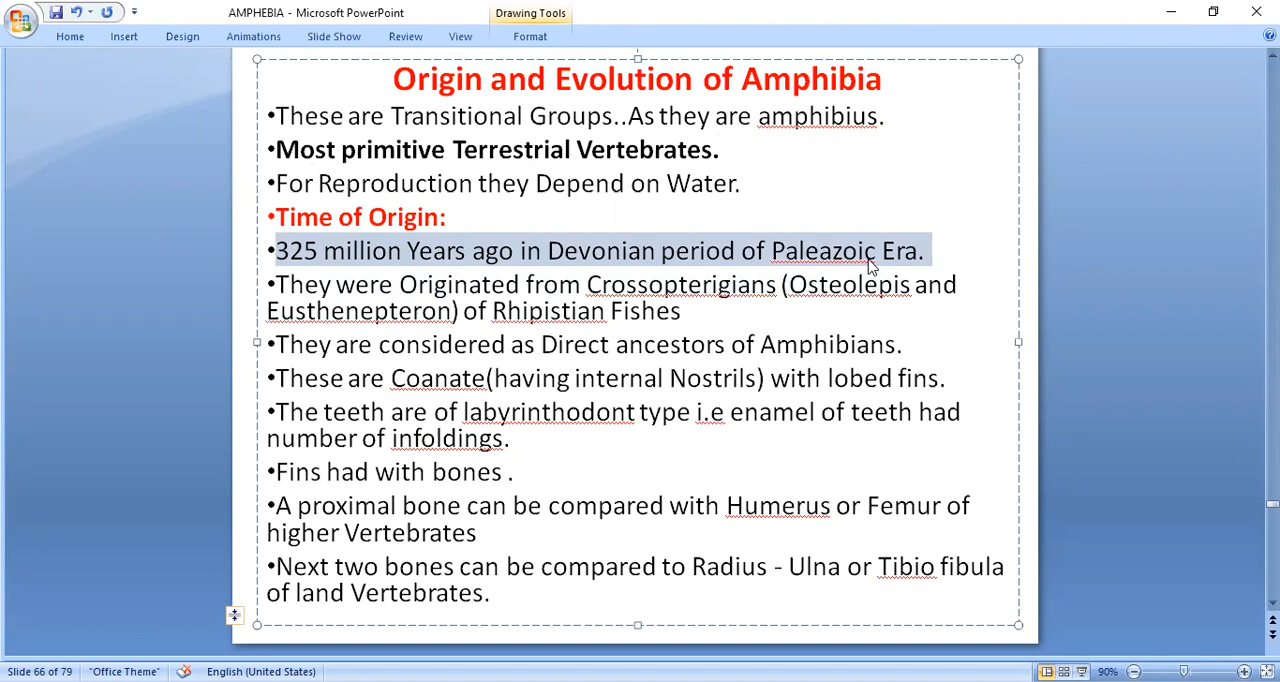 AMPHEBIA - Microsoft PowerPoint
Drawing Tools
Home Insert Design Animations Slide Show Review View Format
Origin and Evolution of Amphibia
•These are Transitional Groups..As they are amphibius.
•Most primitive Terrestrial Vertebrates.
•For Reproduction they Depend on Water.
•Time of Origin:
•325 million Years ago in Devonian period of Paleazoic Era.
•They were Originated from Crossopterigians (Osteolepis and
Eusthenepteron) of Rhipistian Fishes
•They are considered as Direct ancestors of Amphibians.
•These are Coanate(having internal Nostrils) with lobed fins.
•The teeth are of labyrinthodont type i.e enamel of teeth had
number of infoldings.
•Fins had with bones .
•A proximal bone can be compared with Humerus or Femur of
higher Vertebrates
•Next two bones can be compared to Radius - Ulna or Tibio fibula
of land Vertebrates.
Slide 66 of 79 "Office Theme" English (United States) 90%